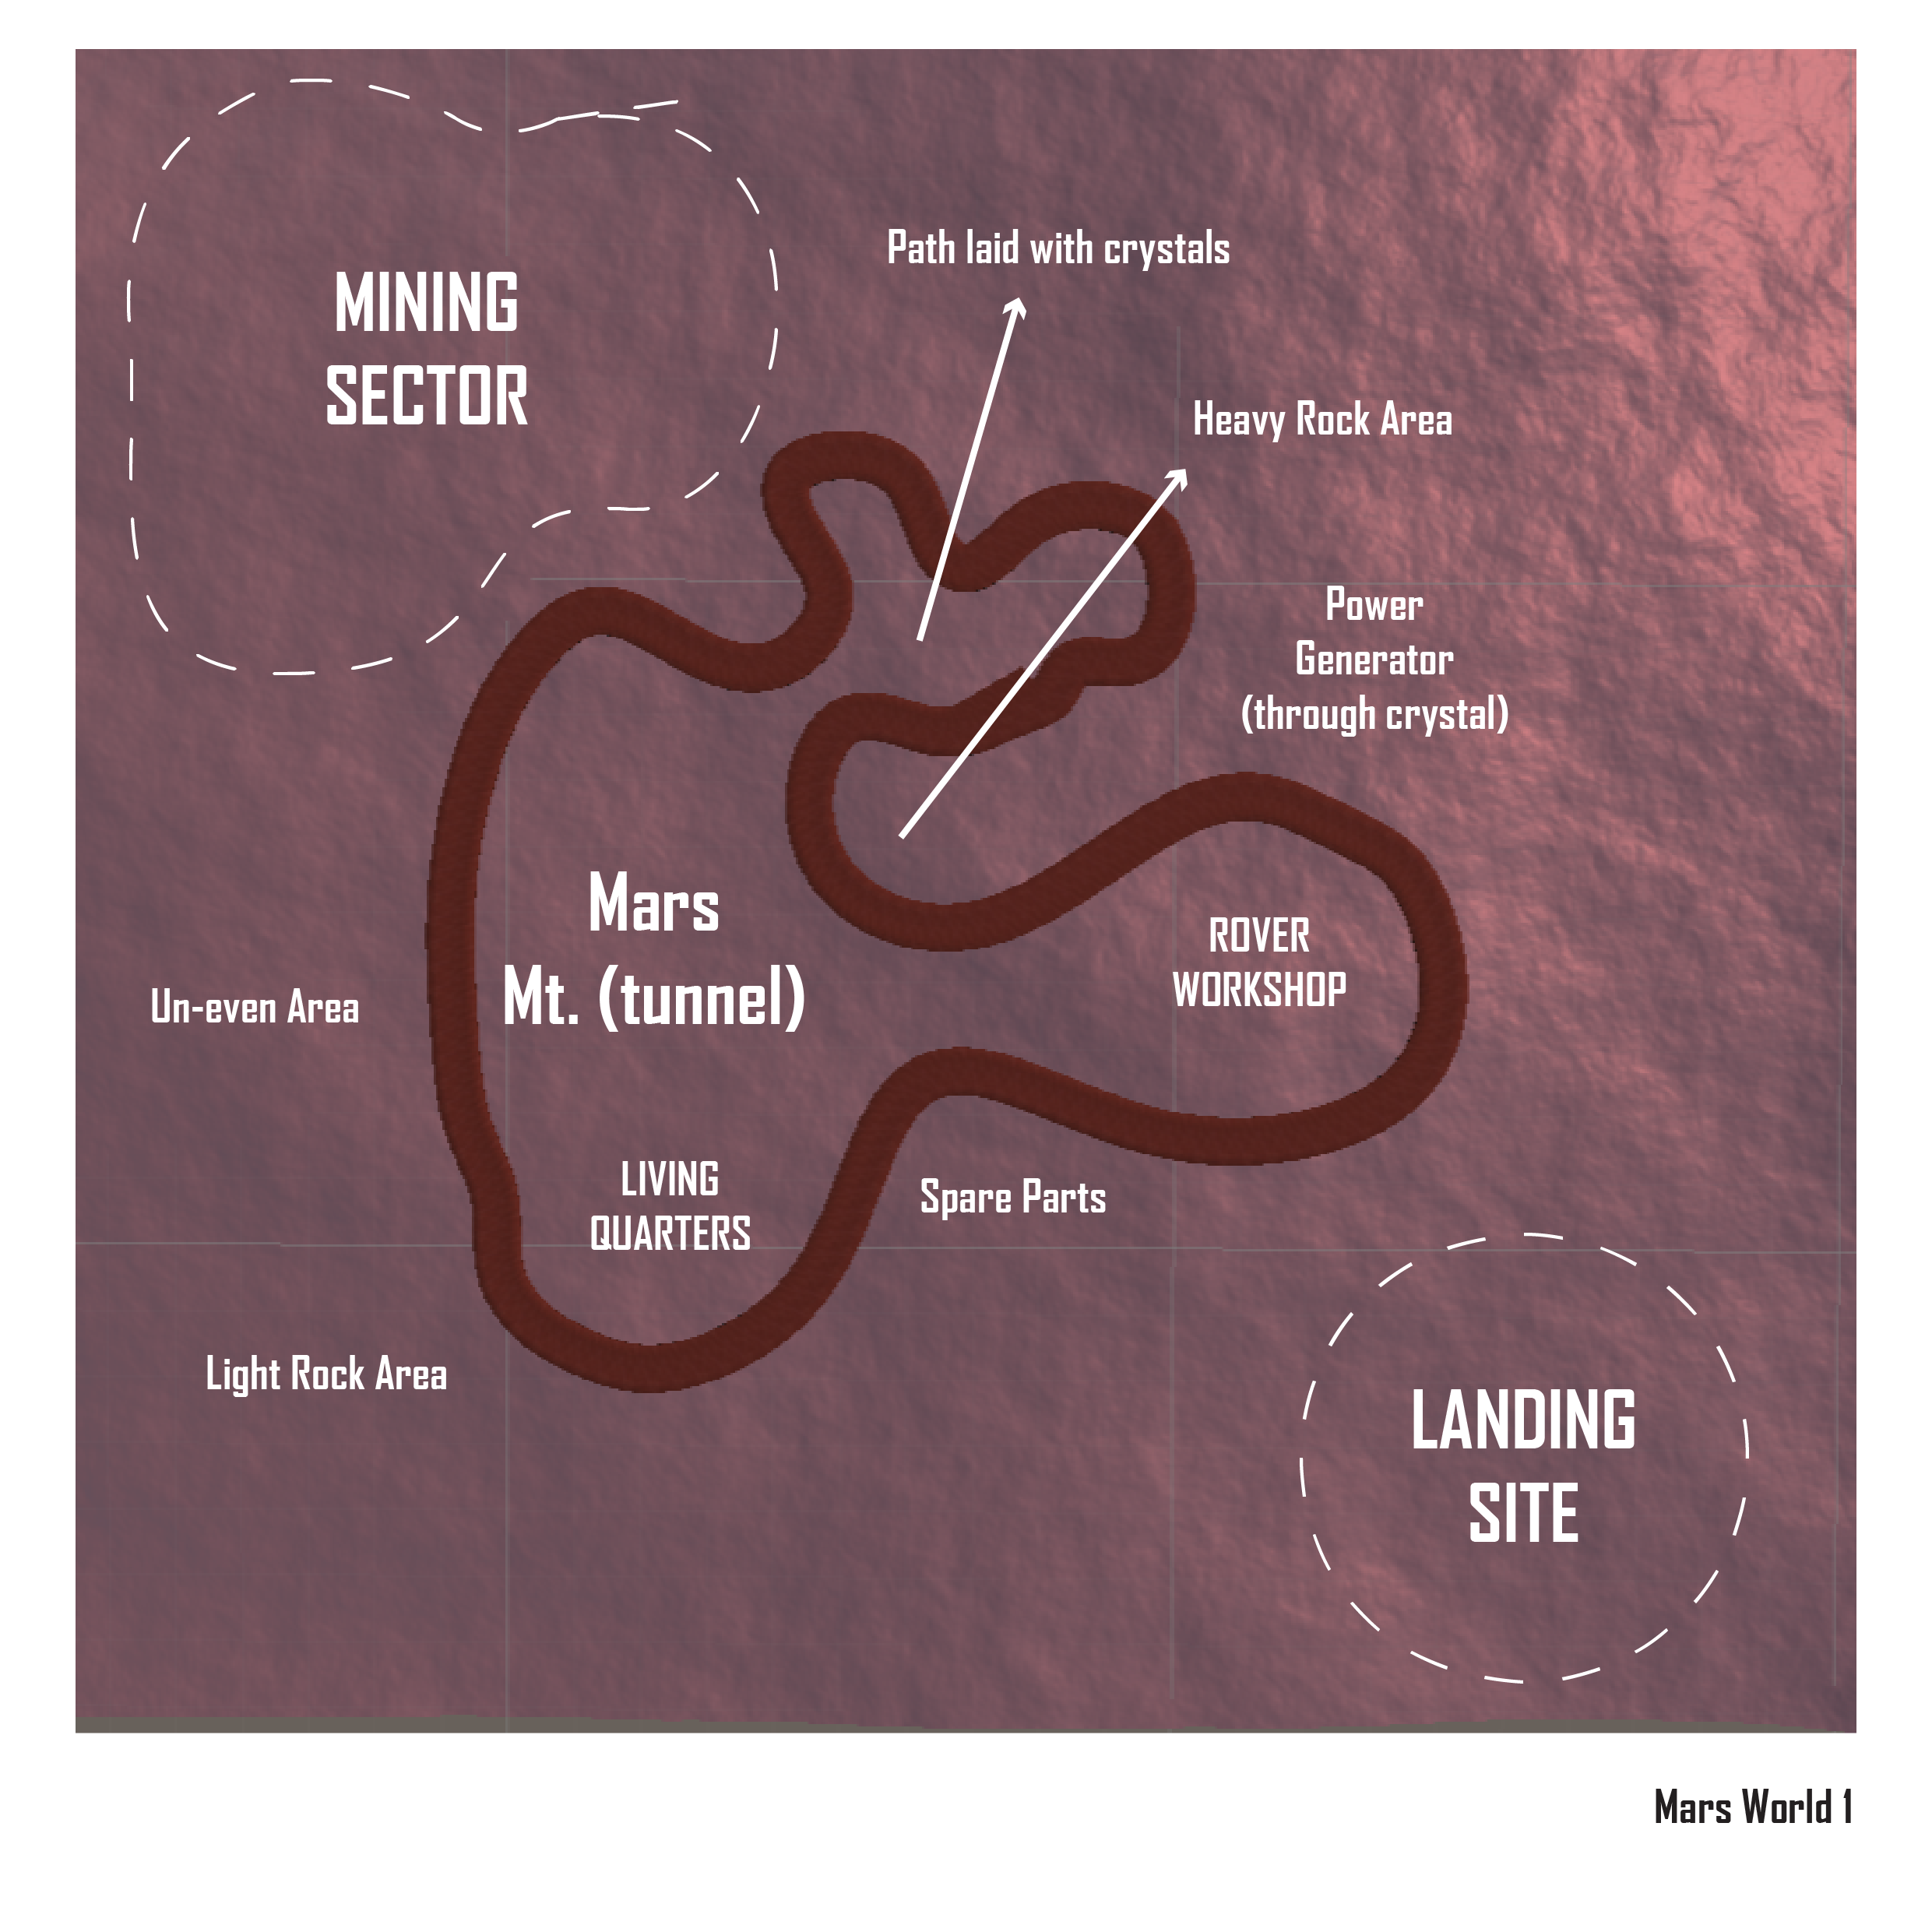 MINING
SECTOR
Path laid with crystals
Heavy Rock Area
Power
Generator
(through crystal)
Mars
Mt. (tunnel)
ROVER
WORKSHOP
Un-even Area
LIVING
QUARTERS
Spare Parts
Light Rock Area
LANDING
SITE
Mars World 1